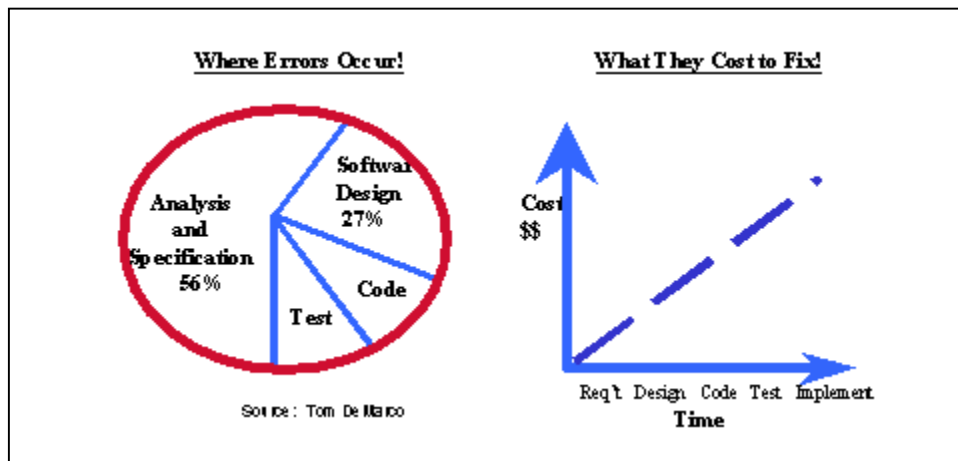 Where Errors Occur!
Analysis
and
Specification
56%
Softwar
Design
27%
Code
Test
Source: Tom DeMarco
What They Cost to Fix!
Cost
$$
Req't Design Code Test Implement
Time